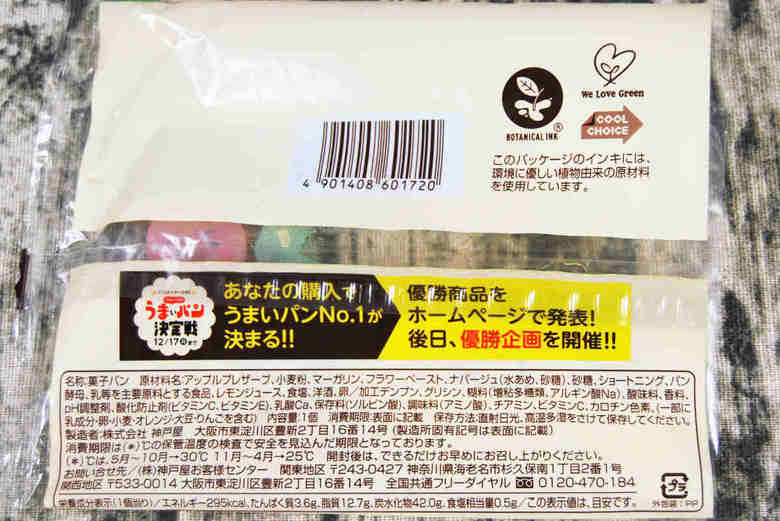 We Love Green
BOTANICAL INK®
COOL
CHOICE
このパッケージのインキには、
環境に優しい植物由来の原材料
を使用しています。
4 901408 601720
うまいパン
決定戦
12/17㊐まで
あなたの購入で
うまいパンNo.1が
決まる!!
優勝商品を
ホームページで発表!
後日、優勝企画を開催!!
名称:菓子パン 原材料名:アップルプレザーブ、小麦粉、マーガリン、フラワーペースト、ナパージュ(水あめ、砂糖)、砂糖、ショートニング、パン
酵母、乳等を主要原料とする食品、レモンジュース、食塩、洋酒、卵/加工デンプン、グリシン、糊料(増粘多糖類、アルギン酸Na)、酸味料、香料、
pH調整剤、酸化防止剤(ビタミンC、ビタミンE)、乳酸Ca、保存料(ソルビン酸)、調味料(アミノ酸)、チアミン、ビタミンC、カロチン色素、(一部に
乳成分・卵・小麦・オレンジ・大豆・りんごを含む) 内容量:1個 消費期限:表面に記載 保存方法:直射日光、高温多湿をさけて保存してください。
製造者:株式会社 神戸屋 大阪市東淀川区豊新2丁目16番14号 (製造所固有記号は表面に記載)
消費期限は(*)℃の保管温度の検査で安全を見込んだ期限となっております。
(*)℃は、5月〜10月→30℃ 11月〜4月→25℃ 開封後は、できるだけお早めにお召し上がりください。
お問い合せ先/(株)神戸屋お客様センター 関東地区 〒243-0427 神奈川県海老名市杉久保南1丁目1番1号
関西地区 〒533-0014 大阪市東淀川区豊新2丁目16番14号 全国共通フリーダイヤル 0120-470-184
栄養成分表示(1個当り)/エネルギー295kcal、たんぱく質3.6g、脂質12.7g、炭水化物42.0g、食塩相当量0.5g/この表示値は、目安です。
プラ
外包装:PP